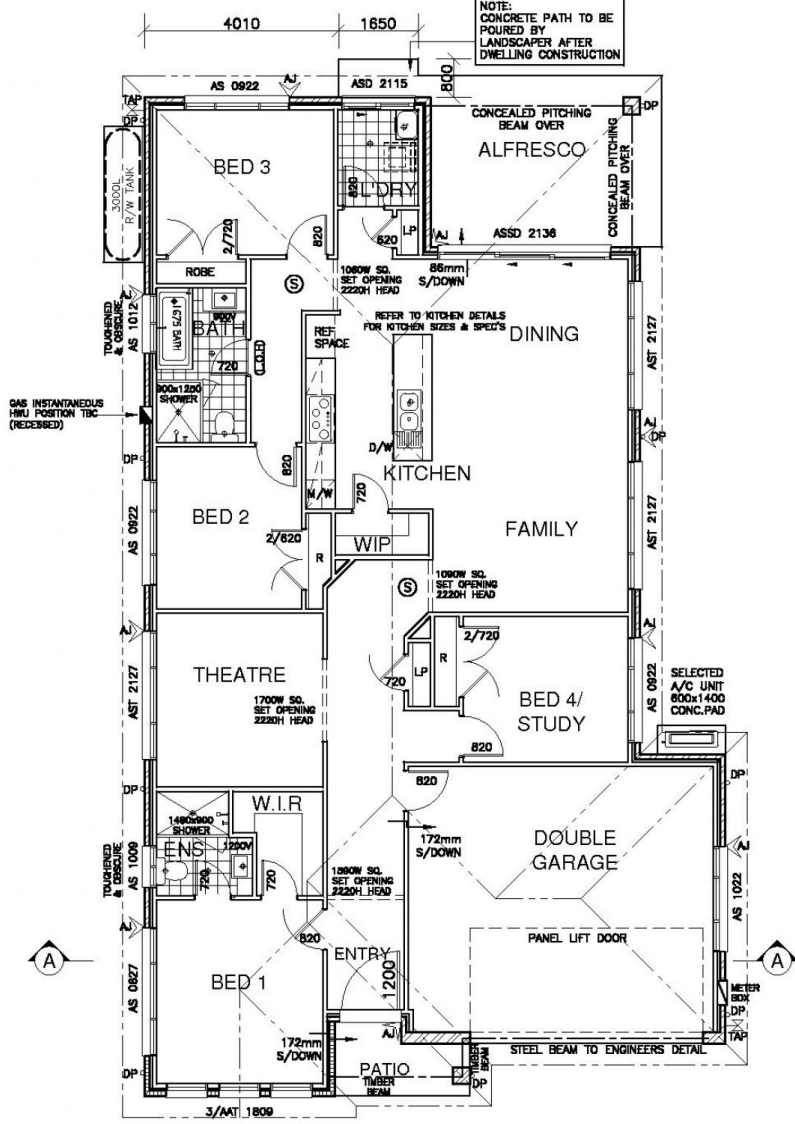 NOTE:
CONCRETE PATH TO BE
POURED BY
LANDSCAPER AFTER
DWELLING CONSTRUCTION
4010
1650
800
AS 0922
AJ
ASD 2115
TAP
DP
DP
CONCEALED PITCHING
BEAM OVER
ALFRESCO
CONCEALED PITCHING
BEAM OVER
BED 3
3000L
R/W TANK
820
L'DRY
2/720
820
620
LP
AJ
ASSD 2136
ROBE
S
1060W SQ.
SET OPENING
2220H HEAD
86mm
S/DOWN
AJ
TOUGHENED
& OBSCURE
AS 1012
1675 BATH
900V
BATH
REF
SPACE
REFER TO KITCHEN DETAILS
FOR KITCHEN SIZES & SPEC'S
DINING
AST 2127
720
(H.O.T)
GAS INSTANTANEOUS
HWU POSITION TBC
(RECESSED)
SHOWER
AJ
DP
DP
D/W
820
KITCHEN
M/W
720
AS 0922
BED 2
2/620
R
WIP
FAMILY
AST 2127
S
1090W SQ.
SET OPENING
2220H HEAD
AJ
AJ
2/720
THEATRE
AST 2127
1700W SQ.
SET OPENING
2220H HEAD
720
LP
R
BED 4/
STUDY
AS 0922
SELECTED
A/C UNIT
600x1400
CONC.PAD
820
DP
820
DP
W.I.R
SHOWER
172mm
S/DOWN
DOUBLE
GARAGE
AJ
TOUGHENED
& OBSCURE
AS 1009
ENS
1200V
720
720
SET OPENING
2220H HEAD
AS 1022
AJ
820
ENTRY
1200
PANEL LIFT DOOR
A
A
AS 0827
BED 1
METER
BOX
DP
TAP
172mm
S/DOWN
AJ
STEEL BEAM TO ENGINEERS DETAIL
TIMBER
BEAM
DP
PATIO
TIMBER
BEAM
DP
3/AAT 1809